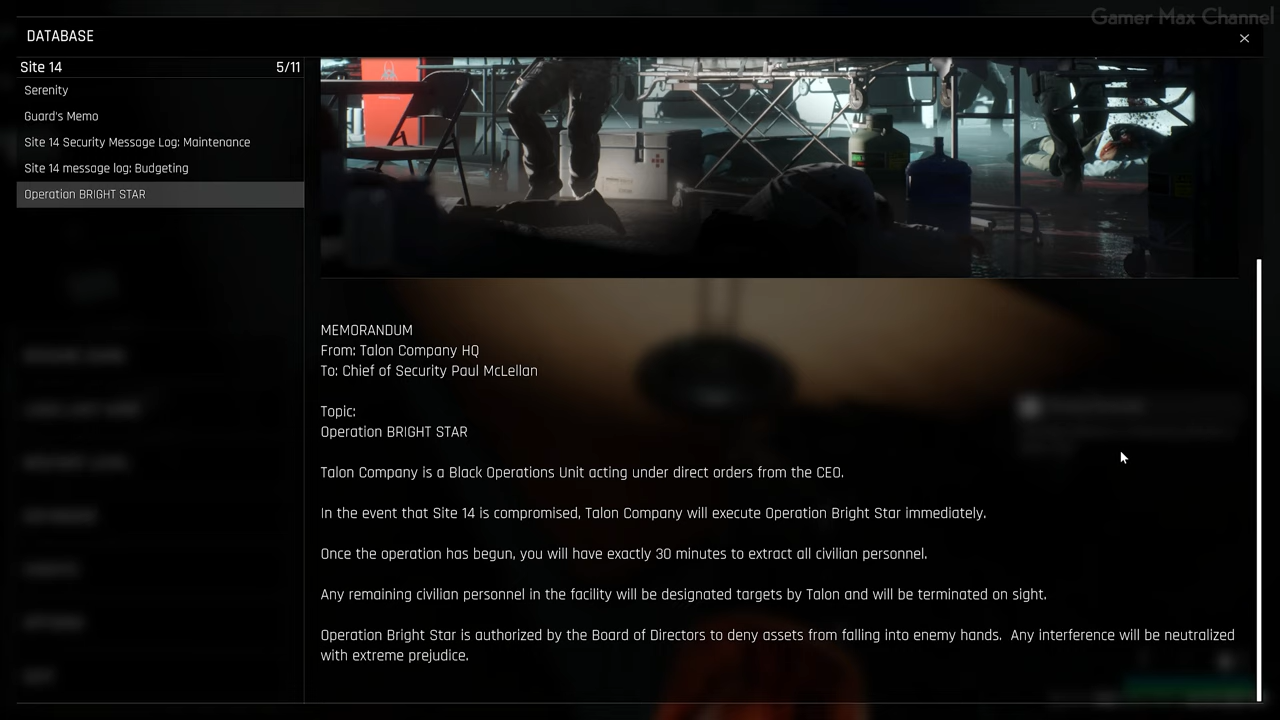 Gamer Max Channel
DATABASE
Site 14 5/11
Serenity
Guard's Memo
Site 14 Security Message Log: Maintenance
Site 14 message log: Budgeting
Operation BRIGHT STAR
MEMORANDUM
From: Talon Company HQ
To: Chief of Security Paul McLellan
Topic:
Operation BRIGHT STAR
Talon Company is a Black Operations Unit acting under direct orders from the CEO.
In the event that Site 14 is compromised, Talon Company will execute Operation Bright Star immediately.
Once the operation has begun, you will have exactly 30 minutes to extract all civilian personnel.
Any remaining civilian personnel in the facility will be designated targets by Talon and will be terminated on sight.
Operation Bright Star is authorized by the Board of Directors to deny assets from falling into enemy hands.  Any interference will be neutralized
with extreme prejudice.